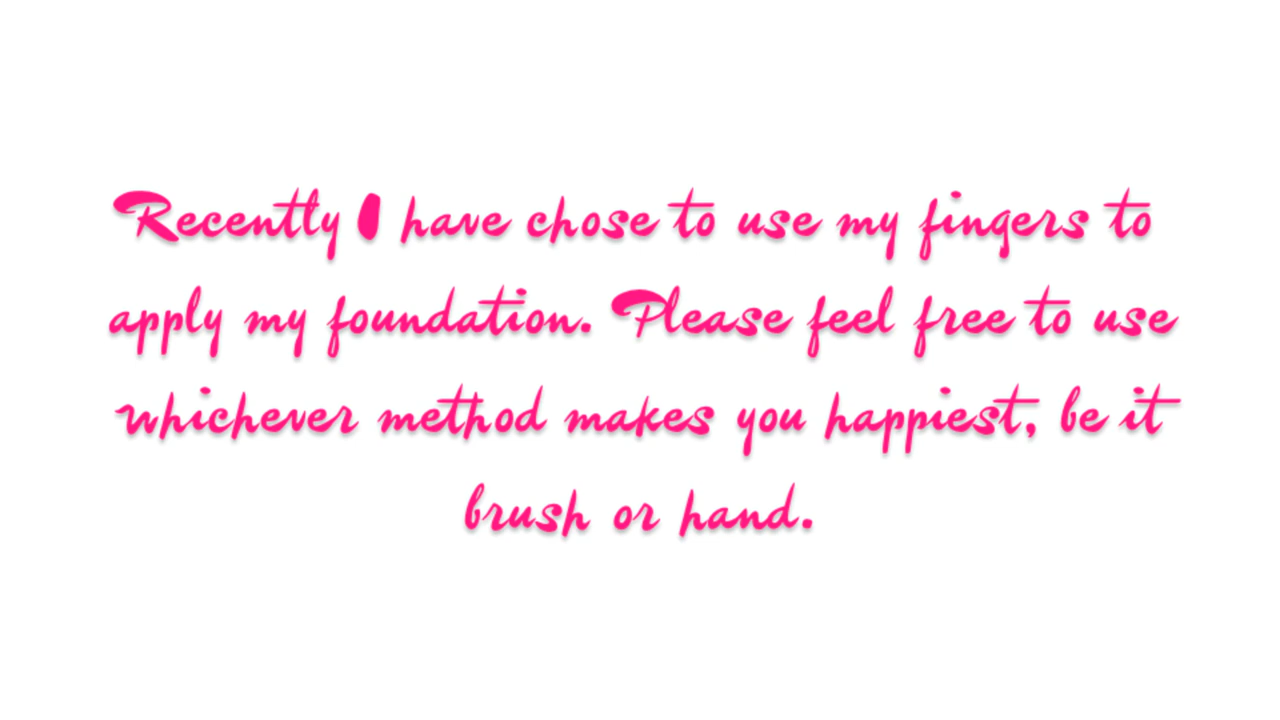 Recently I have chose to use my fingers to
apply my foundation. Please feel free to use
whichever method makes you happiest, be it
brush or hand.